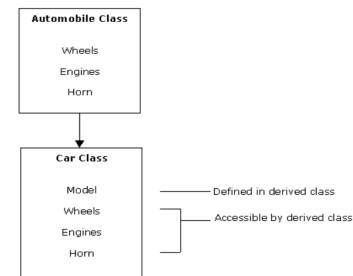 Automobile Class
Wheels
Engines
Horn
Car Class
Model
Defined in derived class
Wheels
Accessible by derived class
Engines
Horn